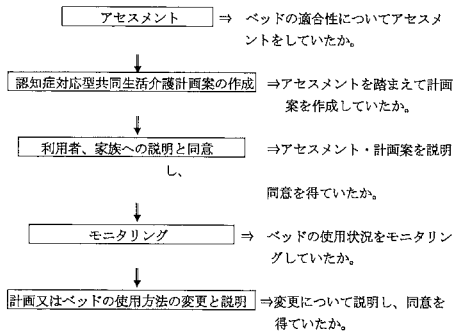 アセスメント ⇒ ベッドの適合性についてアセスメ
ントをしていたか。
⇓
認知症対応型共同生活介護計画案の作成 ⇒アセスメントを踏まえて計画
案を作成していたか。
⇓
利用者、家族への説明と同意 ⇒アセスメント・計画案を説明
し、
同意を得ていたか。
⇓
モニタリング ⇒ ベッドの使用状況をモニタリン
グしていたか。
⇓
計画又はベッドの使用方法の変更と説明 ⇒変更について説明し、同意を
得ていたか。